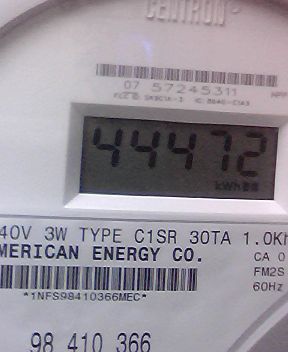 CENTRON®
07 57245311
44472
kWh
40V 3W TYPE C1SR 30TA 1.0Kh
MERICAN ENERGY CO.
CA 0
FM2S
*1NFS98410366MEC*
60Hz
98 410 366